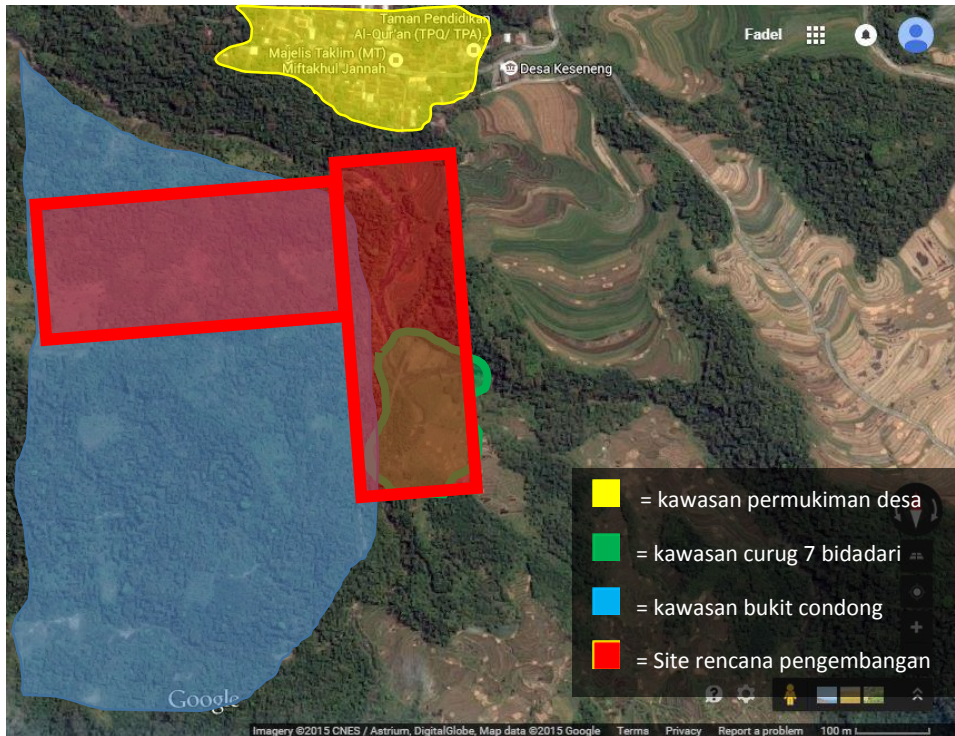 Taman Pendidikan
Al-Qur'an (TPQ/ TPA)...
Fadel
Majelis Taklim (MT)
Miftakhul Jannah
Desa Keseneng
= kawasan permukiman desa
= kawasan curug 7 bidadari
= kawasan bukit condong
= Site rencana pengembangan
Google
Imagery ©2015 CNES / Astrium, DigitalGlobe, Map data ©2015 Google Terms Privacy Report a problem 100 m